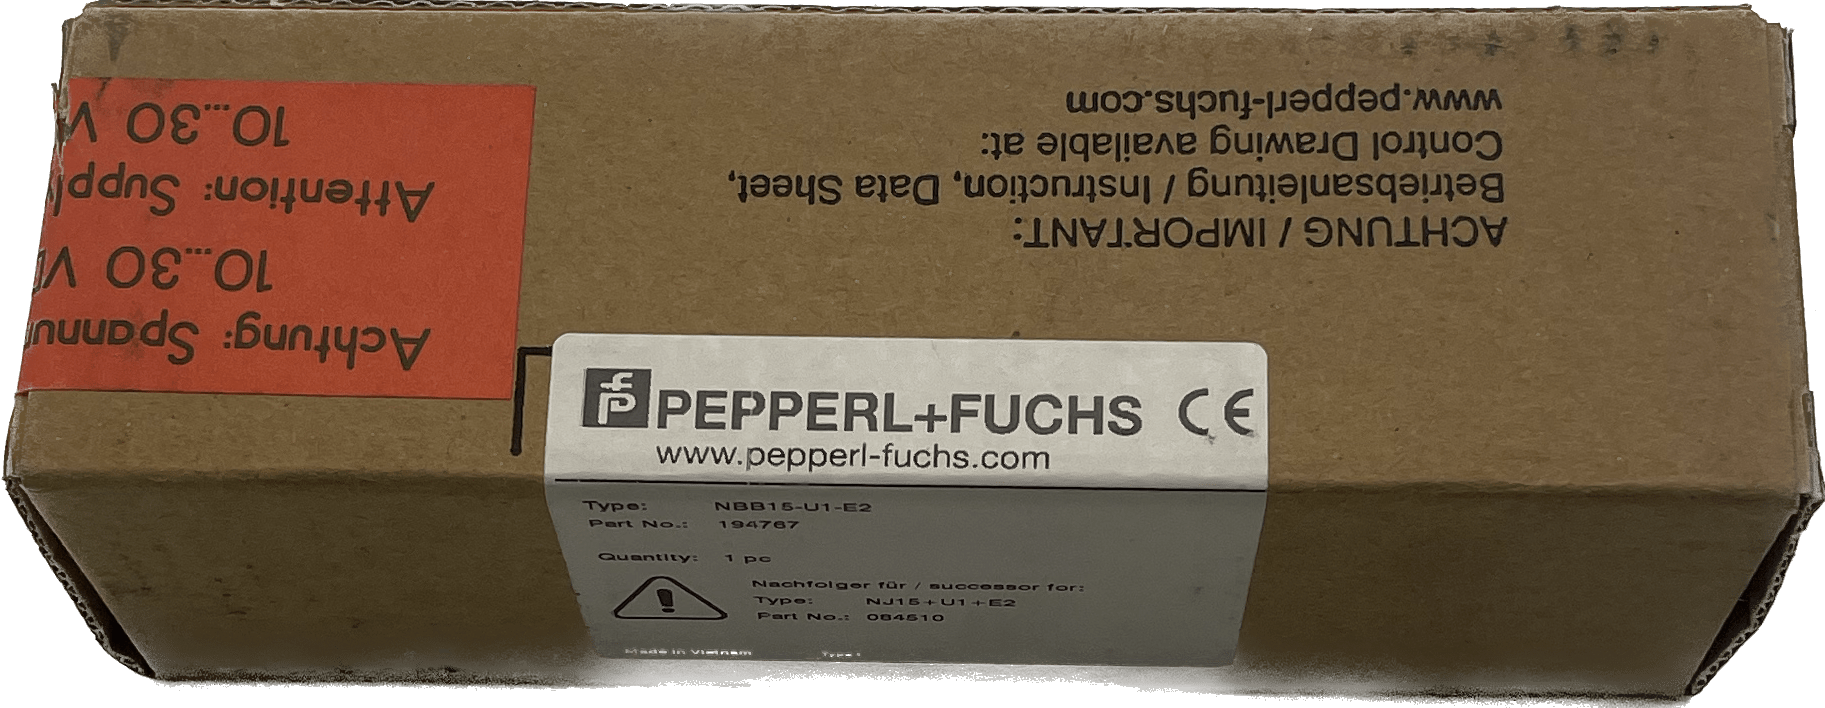 PEPPERL+FUCHS CE
www.pepperl-fuchs.com
Type: NBB15-U1-E2
Part No.: 194767
Quantity: 1 pc
Nachfolger für / successor for:
Type: NJ15+U1+E2
Part No.: 084510
Made in Vietnam
ACHTUNG / IMPORTANT:
Betriebsanleitung / Instruction, Data Sheet,
Control Drawing available at:
www.pepperl-fuchs.com
Achtung: Spannu
10...30 V
Attention: Supply
10...30 V